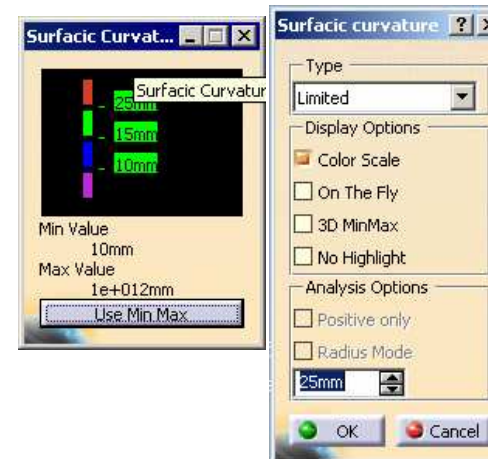 Surfacic Curvat...
Surfacic Curvatur
25mm
15mm
10mm
Min Value
10mm
Max Value
1e+012mm
Use Min Max
Surfacic curvature
Type
Limited
Display Options
Color Scale
On The Fly
3D MinMax
No Highlight
Analysis Options
Positive only
Radius Mode
25mm
OK
Cancel